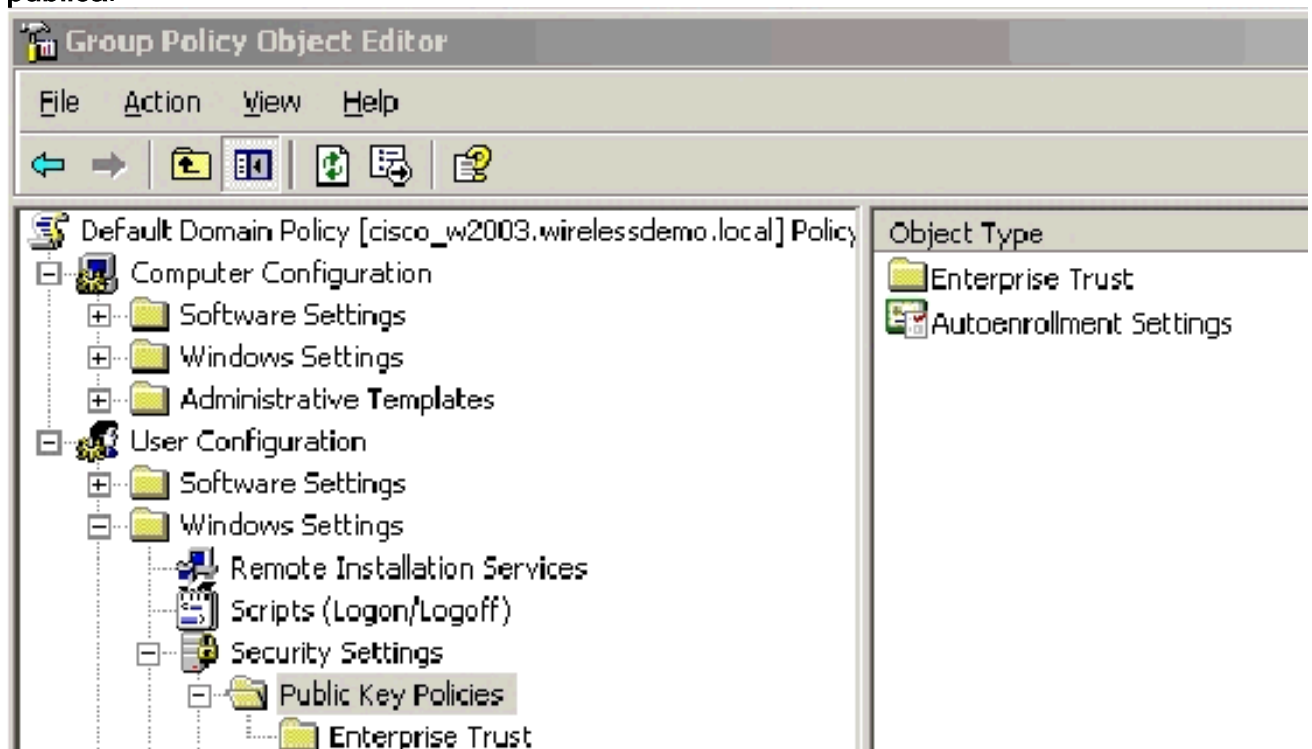 pública.
Group Policy Object Editor
File Action View Help
Default Domain Policy [cisco_w2003.wirelessdemo.local] Policy
Computer Configuration
Software Settings
Windows Settings
Administrative Templates
User Configuration
Software Settings
Windows Settings
Remote Installation Services
Scripts (Logon/Logoff)
Security Settings
Public Key Policies
Enterprise Trust
Object Type
Enterprise Trust
Autoenrollment Settings